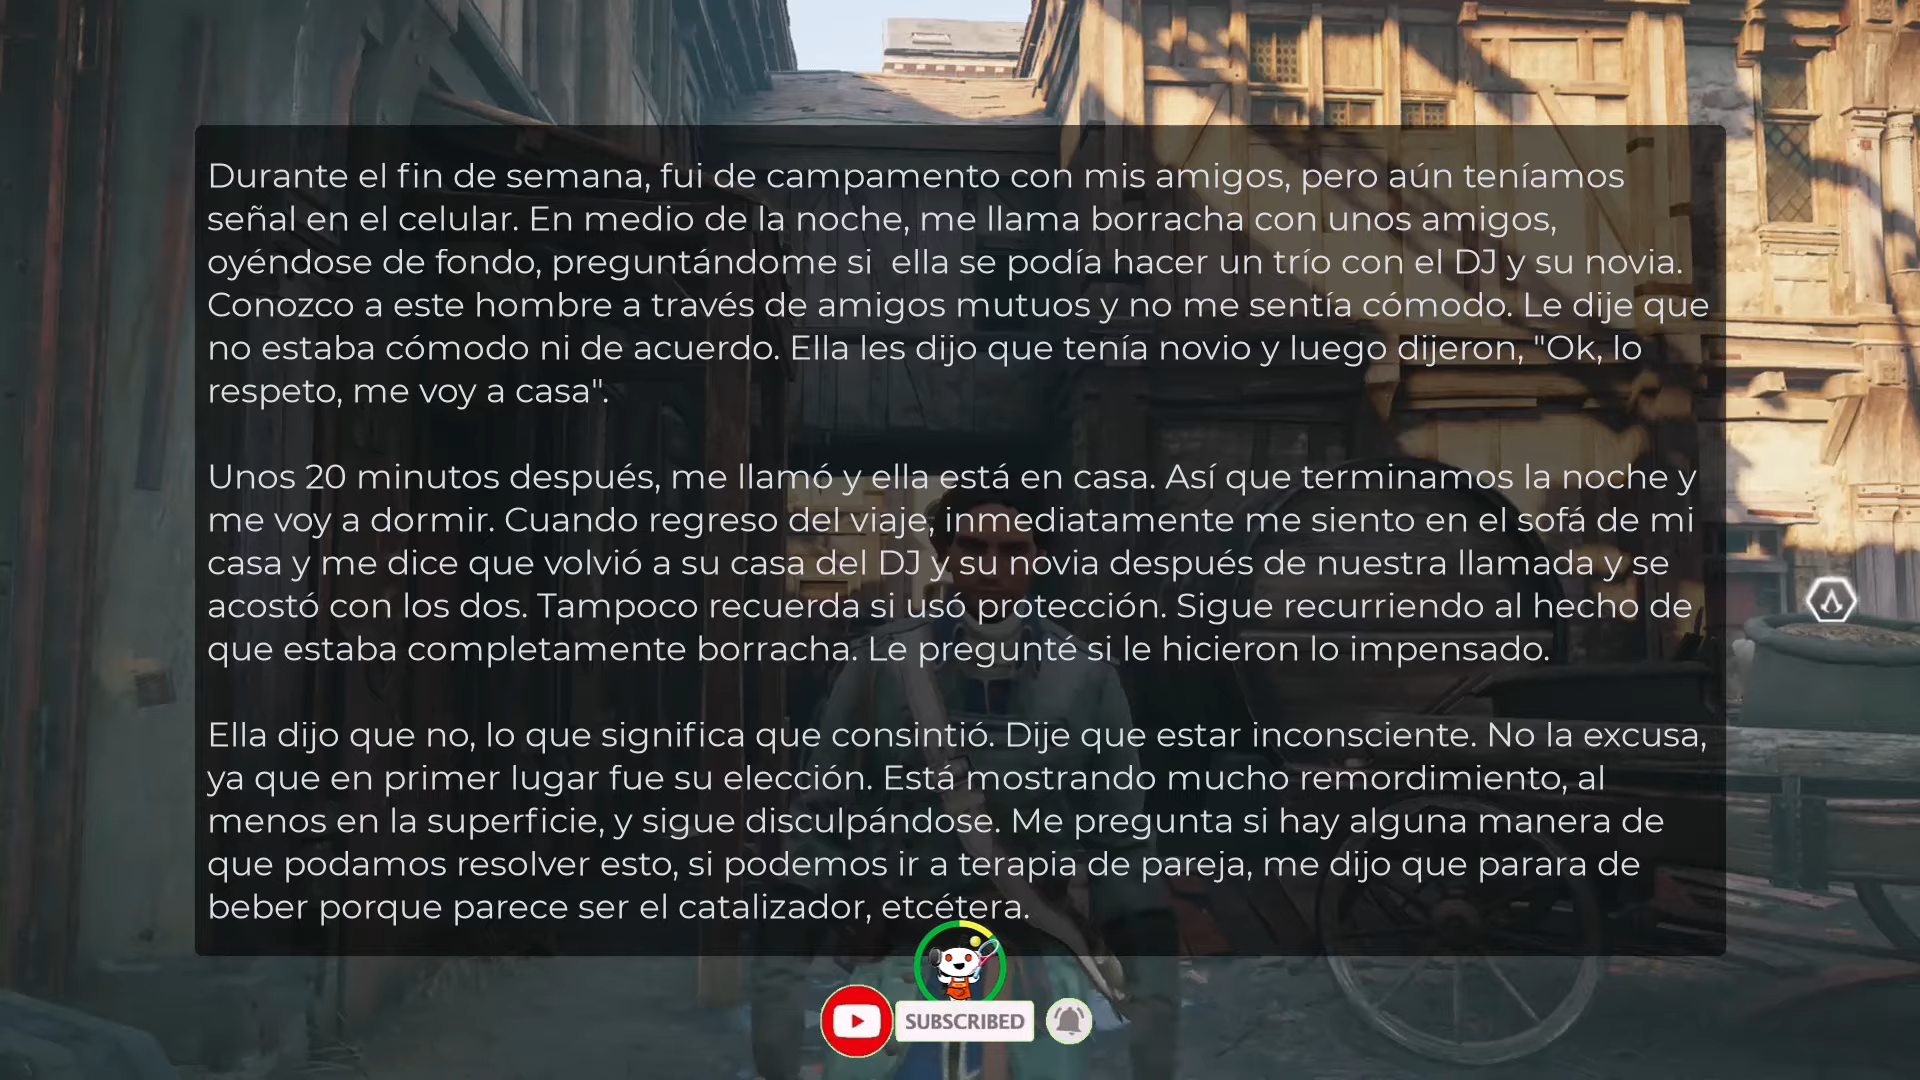 Durante el fin de semana, fui de campamento con mis amigos, pero aún teníamos
señal en el celular. En medio de la noche, me llama borracha con unos amigos,
oyéndose de fondo, preguntándome si  ella se podía hacer un trío con el DJ y su novia.
Conozco a este hombre a través de amigos mutuos y no me sentía cómodo. Le dije que
no estaba cómodo ni de acuerdo. Ella les dijo que tenía novio y luego dijeron, "Ok, lo
respeto, me voy a casa".
Unos 20 minutos después, me llamó y ella está en casa. Así que terminamos la noche y
me voy a dormir. Cuando regreso del viaje, inmediatamente me siento en el sofá de mi
casa y me dice que volvió a su casa del DJ y su novia después de nuestra llamada y se
acostó con los dos. Tampoco recuerda si usó protección. Sigue recurriendo al hecho de
que estaba completamente borracha. Le pregunté si le hicieron lo impensado.
Ella dijo que no, lo que significa que consintió. Dije que estar inconsciente. No la excusa,
ya que en primer lugar fue su elección. Está mostrando mucho remordimiento, al
menos en la superficie, y sigue disculpándose. Me pregunta si hay alguna manera de
que podamos resolver esto, si podemos ir a terapia de pareja, me dijo que parara de
beber porque parece ser el catalizador, etcétera.
SUBSCRIBED